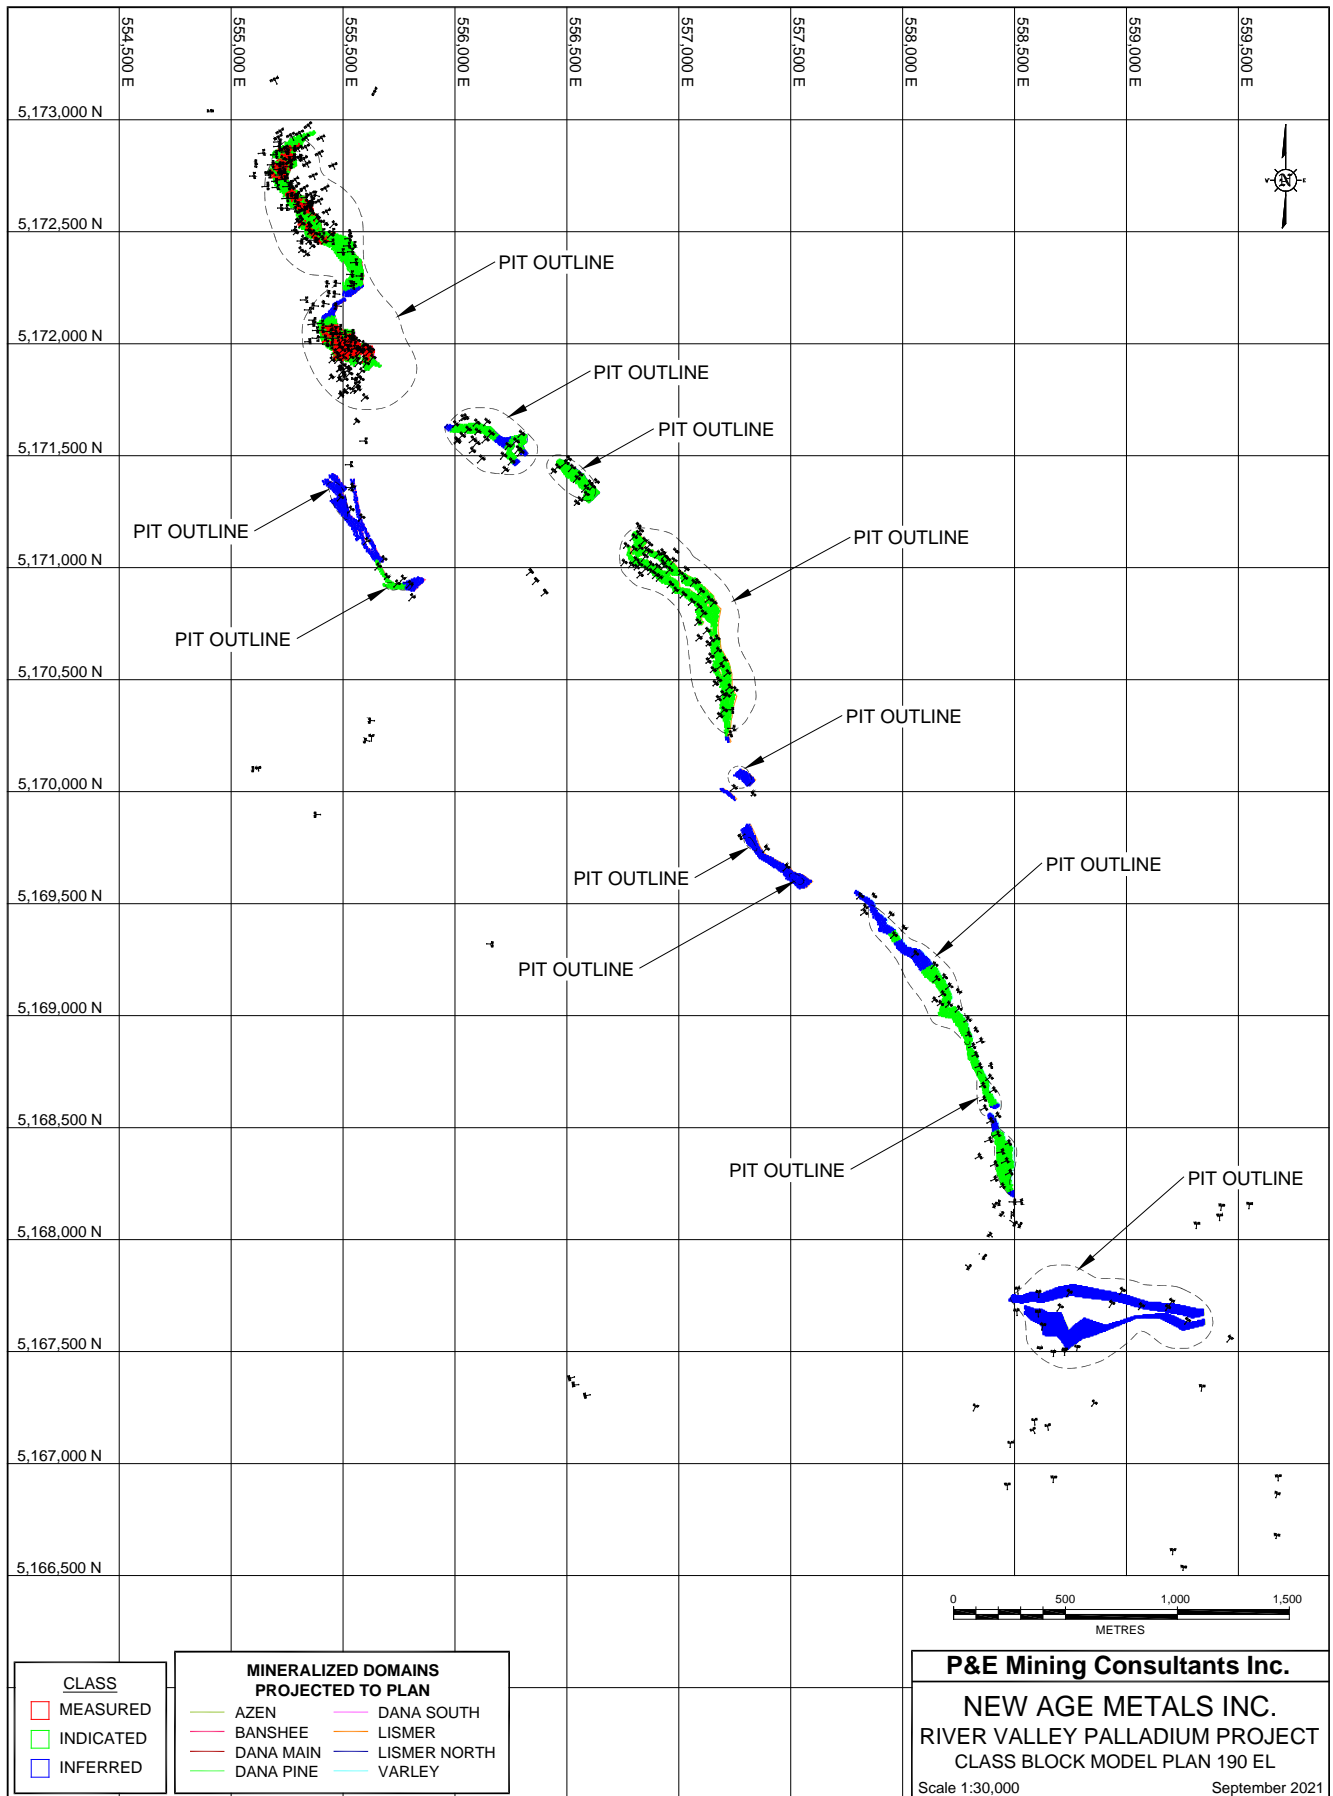 554,500 E
555,000 E
555,500 E
556,000 E
556,500 E
557,000 E
557,500 E
558,000 E
558,500 E
559,000 E
559,500 E
5,173,000 N
N
5,172,500 N
PIT OUTLINE
5,172,000 N
PIT OUTLINE
PIT OUTLINE
5,171,500 N
PIT OUTLINE
PIT OUTLINE
5,171,000 N
PIT OUTLINE
5,170,500 N
PIT OUTLINE
5,170,000 N
PIT OUTLINE
PIT OUTLINE
5,169,500 N
PIT OUTLINE
5,169,000 N
5,168,500 N
PIT OUTLINE
PIT OUTLINE
5,168,000 N
5,167,500 N
5,167,000 N
5,166,500 N
0 500 1,000 1,500
METRES
CLASS
MEASURED
INDICATED
INFERRED
MINERALIZED DOMAINS
PROJECTED TO PLAN
AZEN
BANSHEE
DANA MAIN
DANA PINE
DANA SOUTH
LISMER
LISMER NORTH
VARLEY
P&E Mining Consultants Inc.
NEW AGE METALS INC.
RIVER VALLEY PALLADIUM PROJECT
CLASS BLOCK MODEL PLAN 190 EL
Scale 1:30,000 September 2021